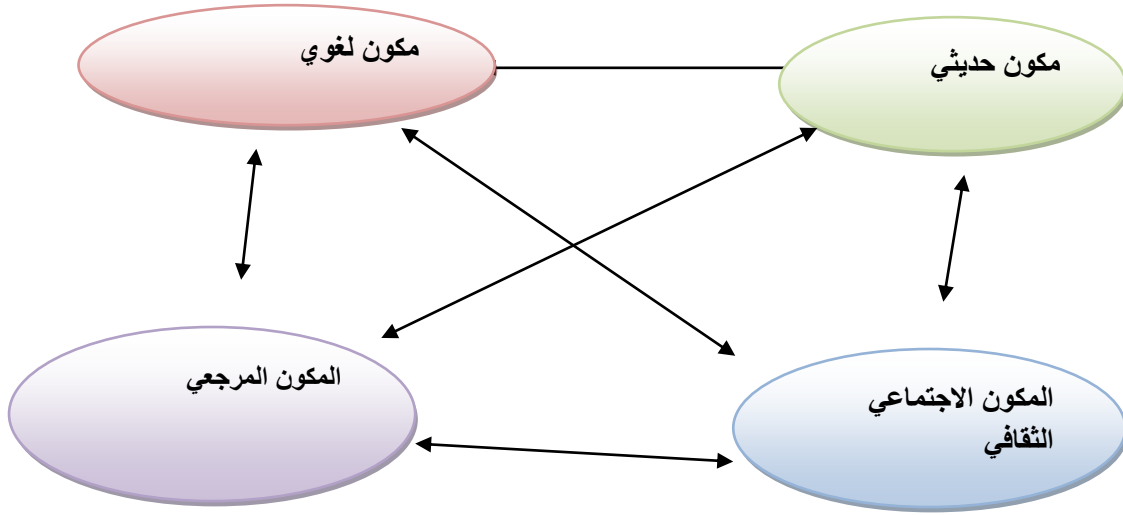 مكون حديثي
مكون لغوي
المكون الاجتماعي
الثقافي
المكون المرجعي